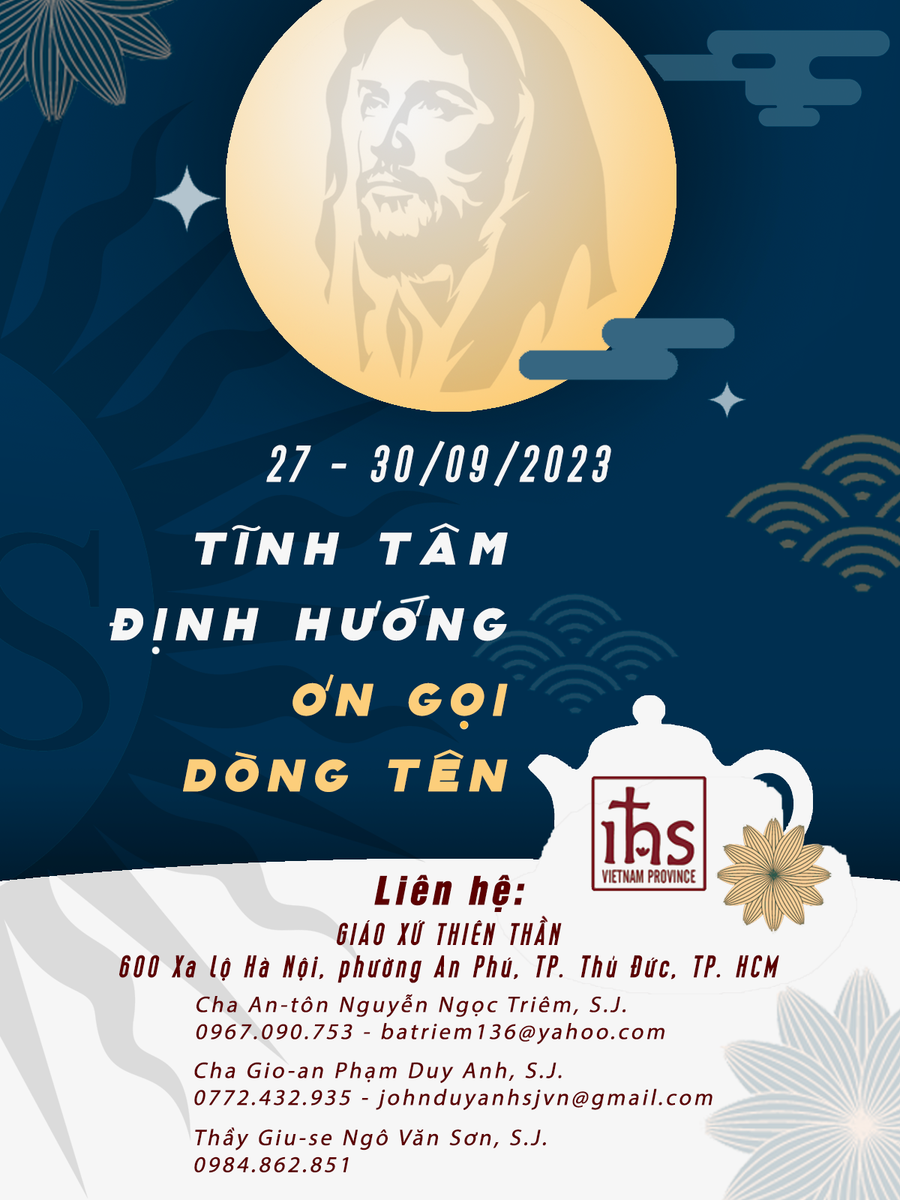 27 - 30/09/2023
TĨNH TÂM
ĐỊNH HƯỚNG
ƠN GỌI
DÒNG TÊN
S
ihs
VIETNAM PROVINCE
Liên hệ:
GIÁO XỨ THIÊN THẦN
600 Xa Lộ Hà Nội, phường An Phú, TP. Thủ Đức, TP. HCM
Cha An-tôn Nguyễn Ngọc Triêm, S.J.
0967.090.753 - batriem136@yahoo.com
Cha Gio-an Phạm Duy Anh, S.J.
0772.432.935 - johnduyanhsjvn@gmail.com
Thầy Giu-se Ngô Văn Sơn, S.J.
0984.862.851